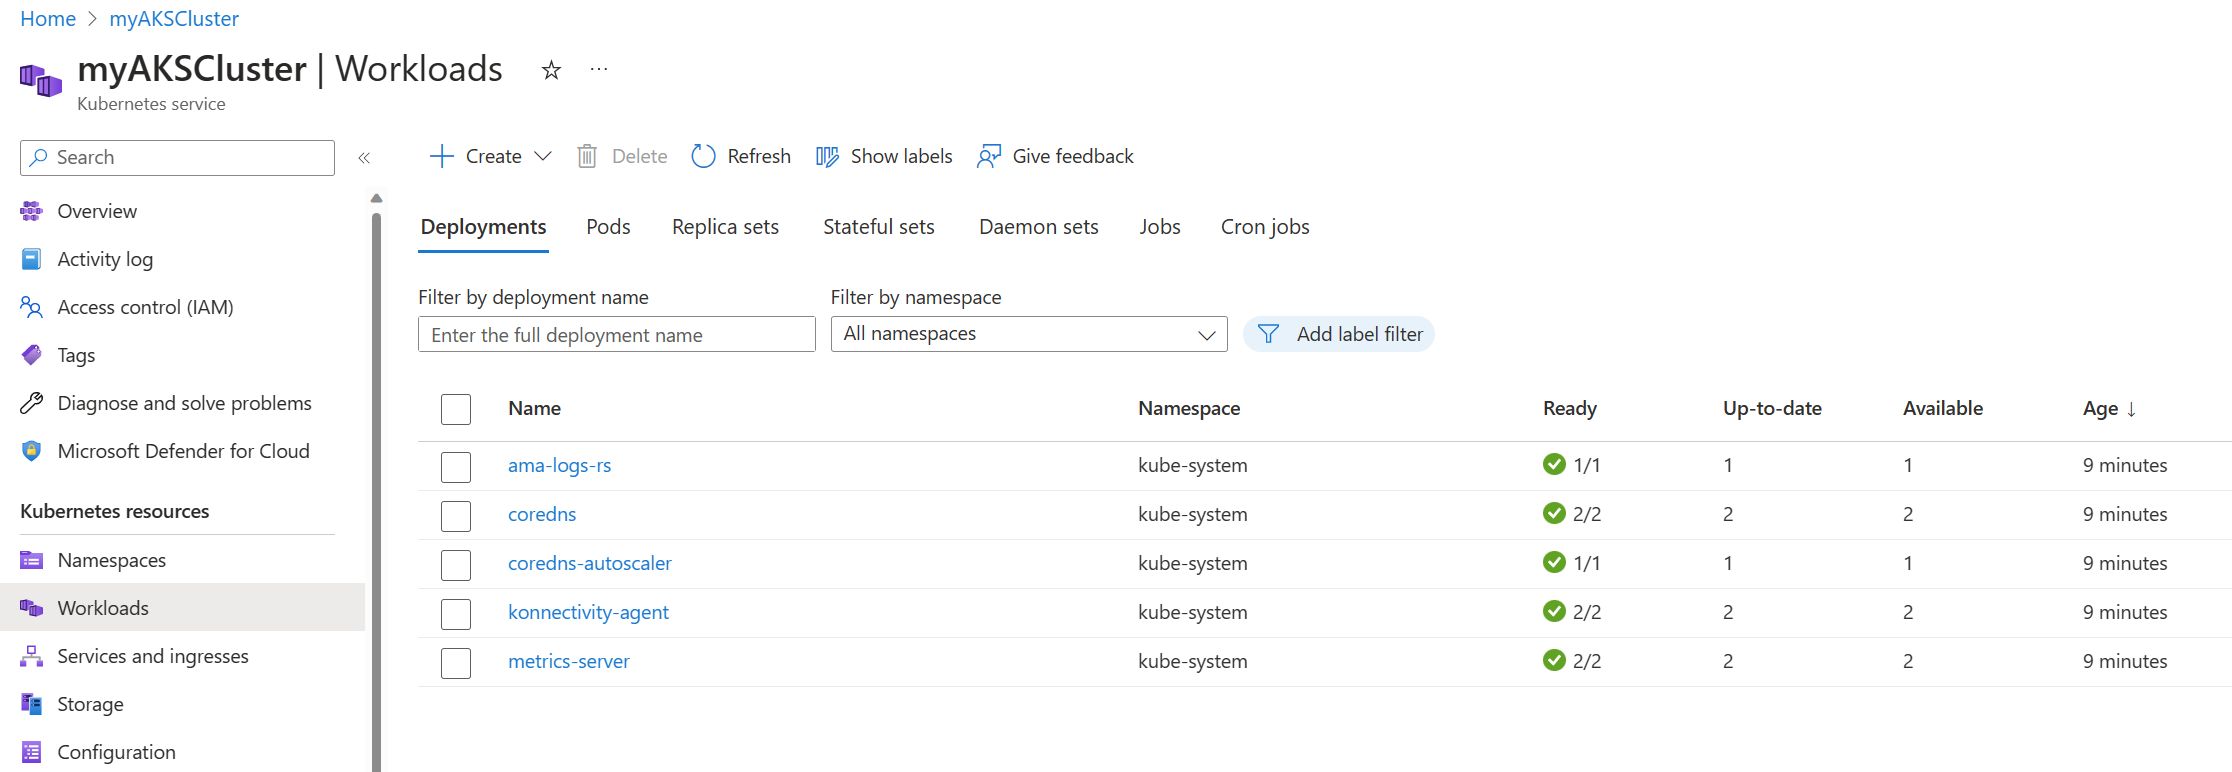 Home > myAKSCluster
myAKSCluster | Workloads ☆ ...
Kubernetes service
Search «
Overview
Activity log
Access control (IAM)
Tags
Diagnose and solve problems
Microsoft Defender for Cloud
Kubernetes resources
Namespaces
Workloads
Services and ingresses
Storage
Configuration
+ Create Delete Refresh Show labels Give feedback
Deployments Pods Replica sets Stateful sets Daemon sets Jobs Cron jobs
Filter by deployment name Filter by namespace
Enter the full deployment name All namespaces Add label filter
Name Namespace Ready Up-to-date Available Age ↓
ama-logs-rs kube-system 1/1 1 1 9 minutes
coredns kube-system 2/2 2 2 9 minutes
coredns-autoscaler kube-system 1/1 1 1 9 minutes
konnectivity-agent kube-system 2/2 2 2 9 minutes
metrics-server kube-system 2/2 2 2 9 minutes